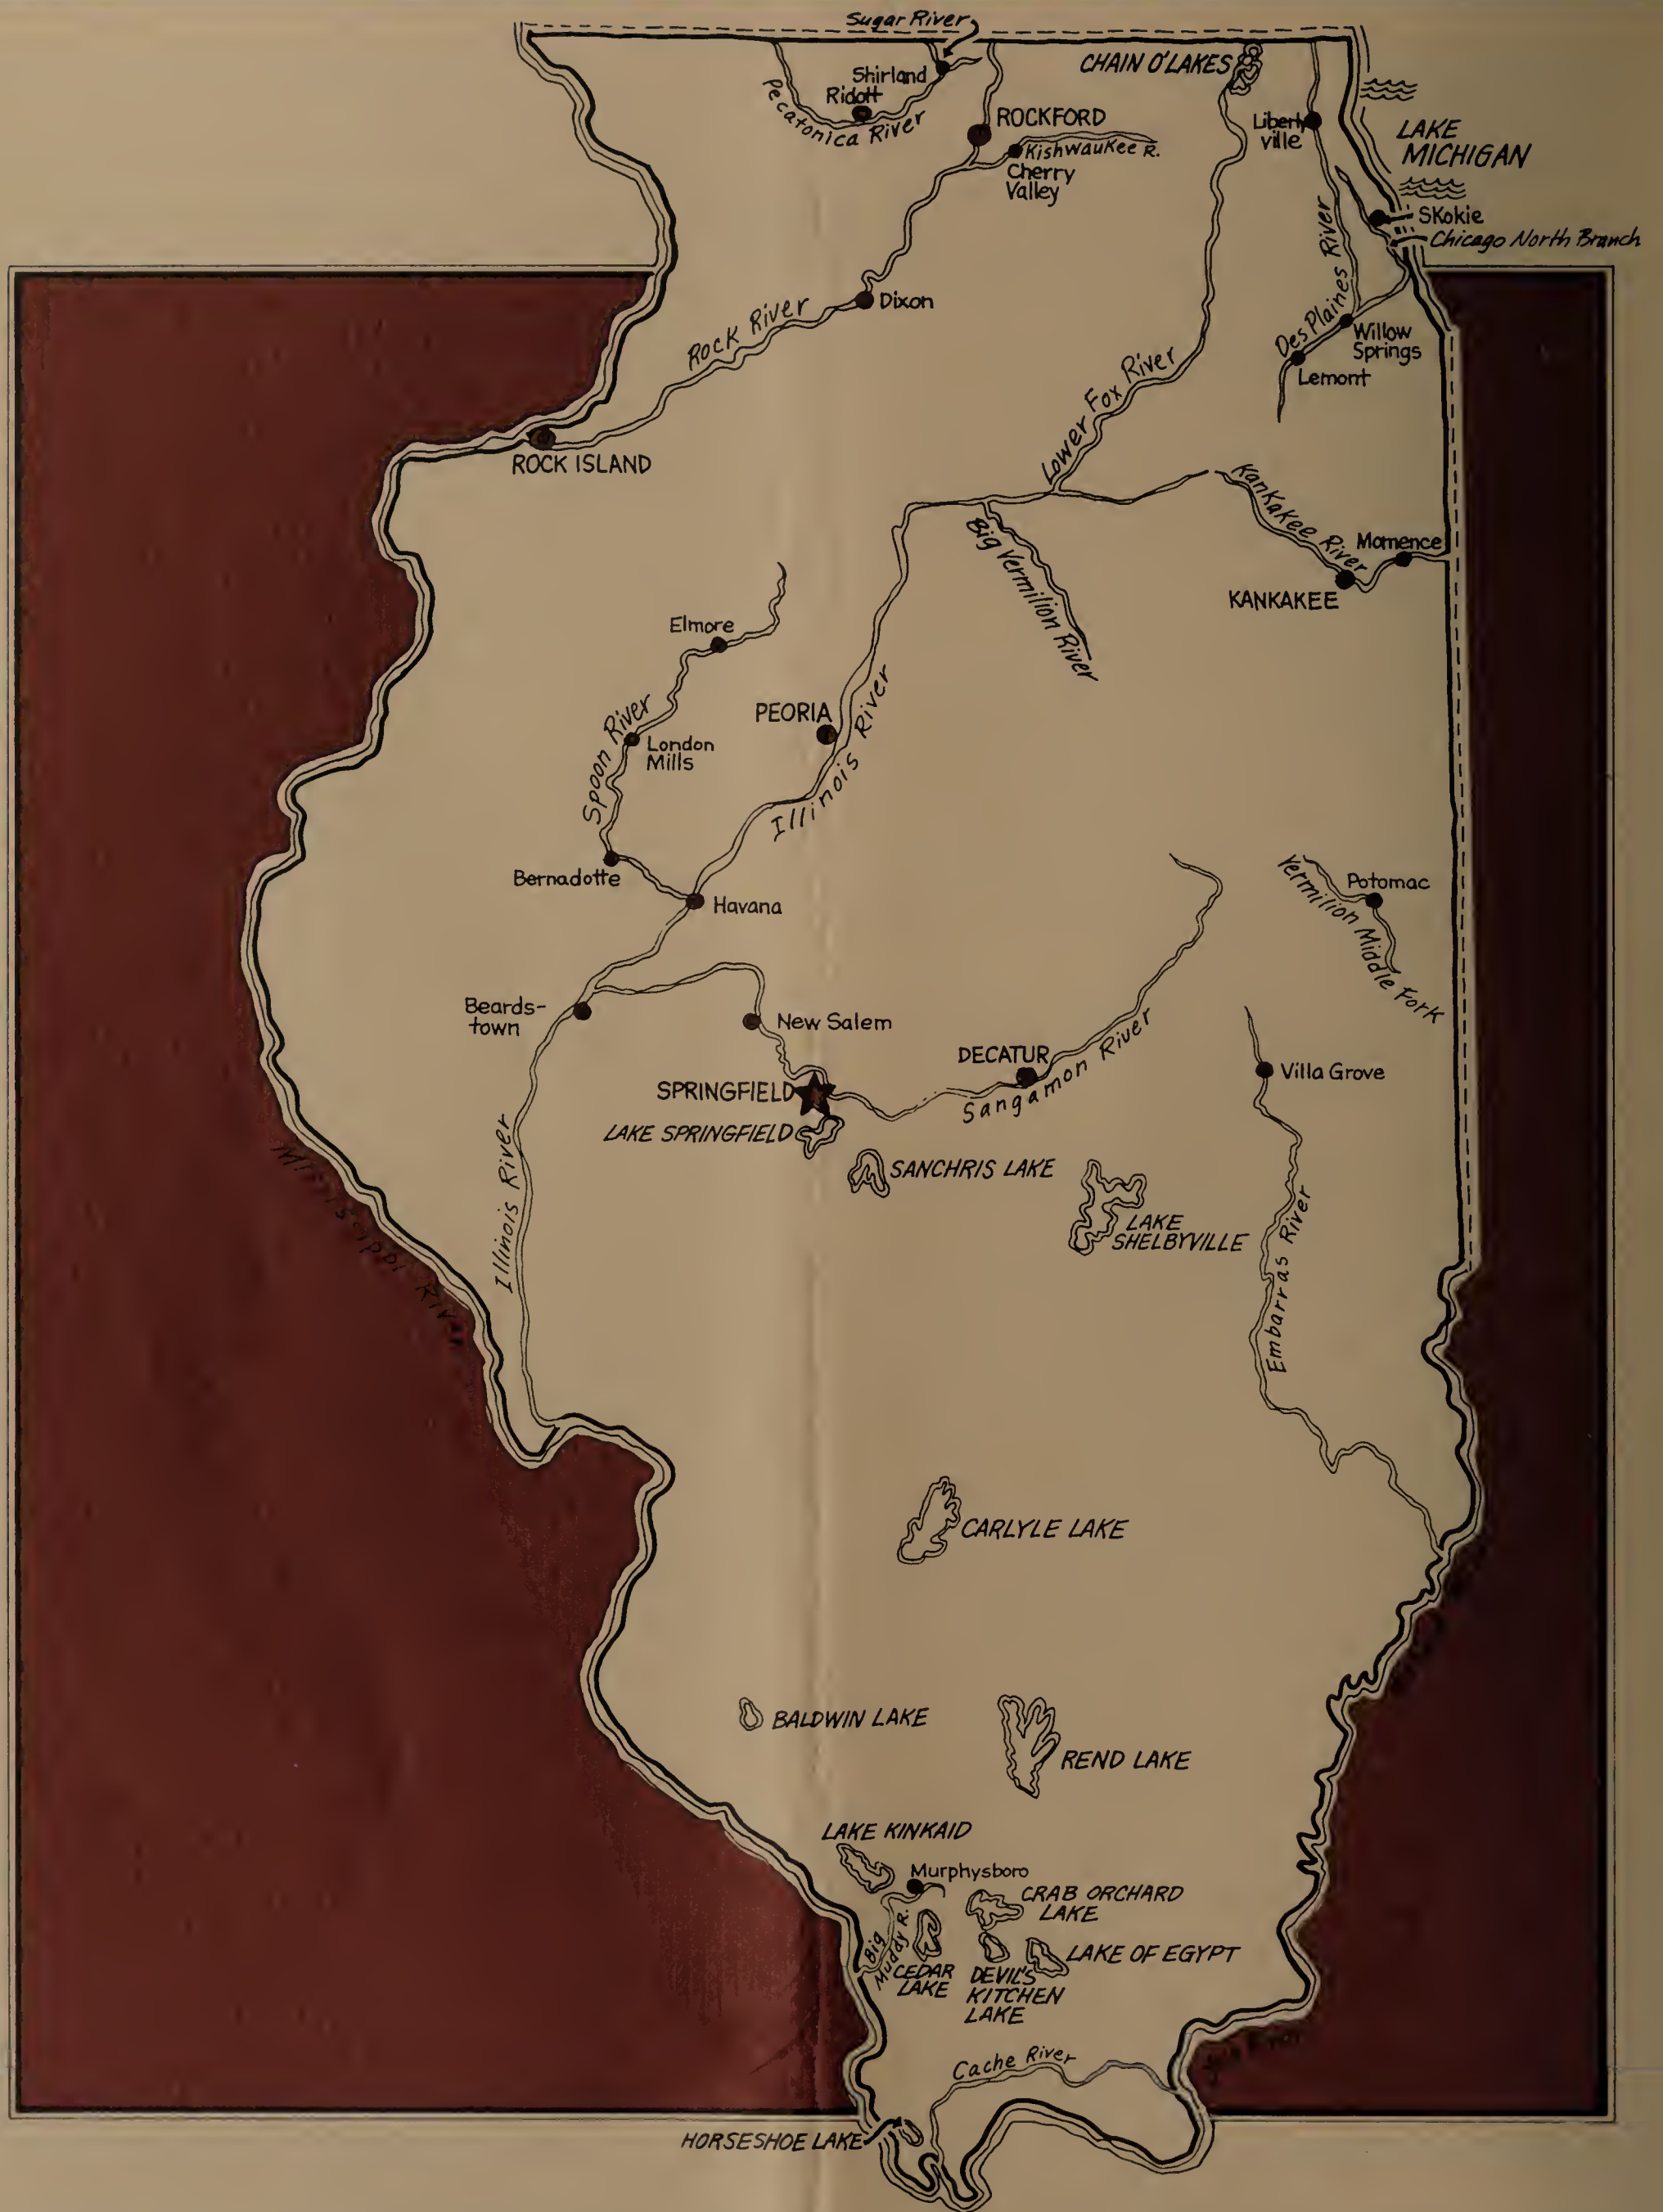 Sugar River
Shirland
Ridott
Pecatonica River
CHAIN O'LAKES
ROCKFORD
Kishwaukee R.
Cherry
Valley
Liberty
ville
LAKE
MICHIGAN
Skokie
Chicago North Branch
Des Plaines River
Willow
Springs
Lemont
Dixon
Rock River
ROCK ISLAND
Lower Fox River
Kankakee River
Momence
KANKAKEE
Big Vermilion River
Elmore
Spoon River
London
Mills
PEORIA
Illinois River
Bernadotte
Havana
Potomac
Vermilion Middle Fork
Beards-
town
New Salem
DECATUR
Sangamon River
Villa Grove
SPRINGFIELD
LAKE SPRINGFIELD
SANCHRIS LAKE
LAKE
SHELBYVILLE
Illinois River
Mississippi River
Embarras River
CARLYLE LAKE
BALDWIN LAKE
REND LAKE
LAKE KINKAID
Murphysboro
CRAB ORCHARD
LAKE
Big
Muddy R.
CEDAR
LAKE
DEVIL'S
KITCHEN
LAKE
LAKE OF EGYPT
Cache River
HORSESHOE LAKE